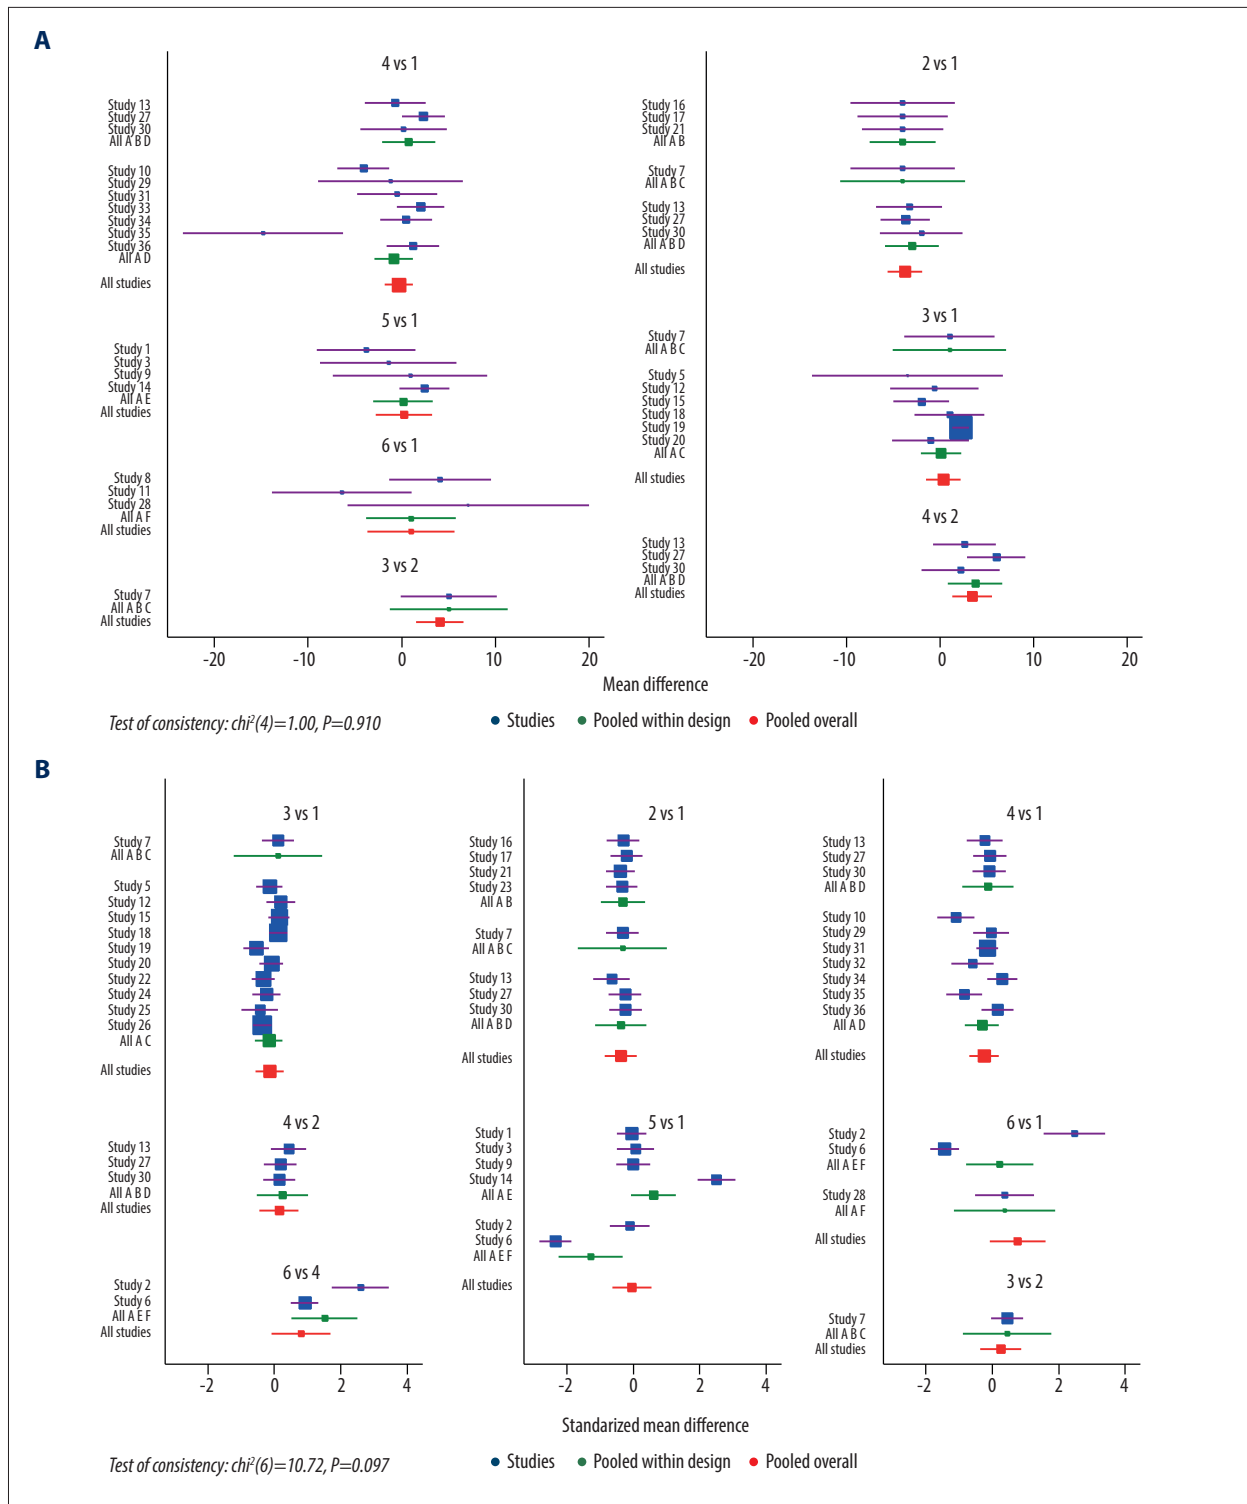 A
4 vs 1
Study 13
Study 27
Study 30
All A B D
Study 10
Study 29
Study 31
Study 33
Study 34
Study 35
Study 36
All A D
All studies
5 vs 1
Study 1
Study 3
Study 9
Study 14
All A E
All studies
6 vs 1
Study 8
Study 11
Study 28
All A F
All studies
3 vs 2
Study 7
All A B C
All studies
-20 -10 0 10 20
2 vs 1
Study 16
Study 17
Study 21
All A B
Study 7
All A B C
Study 13
Study 27
Study 30
All A B D
All studies
3 vs 1
Study 7
All A B C
Study 5
Study 12
Study 15
Study 18
Study 19
Study 20
All A C
All studies
4 vs 2
Study 13
Study 27
Study 30
All A B D
All studies
-20 -10 0 10 20
Mean difference
Test of consistency: chi²(4)=1.00, P=0.910
Studies Pooled within design Pooled overall
B
3 vs 1
Study 7
All A B C
Study 5
Study 12
Study 15
Study 18
Study 19
Study 20
Study 22
Study 24
Study 25
Study 26
All A C
All studies
4 vs 2
Study 13
Study 27
Study 30
All A B D
All studies
6 vs 4
Study 2
Study 6
All A E F
All studies
-2 0 2 4
2 vs 1
Study 16
Study 17
Study 21
Study 23
All A B
Study 7
All A B C
Study 13
Study 27
Study 30
All A B D
All studies
5 vs 1
Study 1
Study 3
Study 9
Study 14
All A E
Study 2
Study 6
All A E F
All studies
-2 0 2 4
4 vs 1
Study 13
Study 27
Study 30
All A B D
Study 10
Study 29
Study 31
Study 32
Study 34
Study 35
Study 36
All A D
All studies
6 vs 1
Study 2
Study 6
All A E F
Study 28
All A F
All studies
3 vs 2
Study 7
All A B C
All studies
-2 0 2 4
Standarized mean difference
Test of consistency: chi²(6)=10.72, P=0.097
Studies Pooled within design Pooled overall